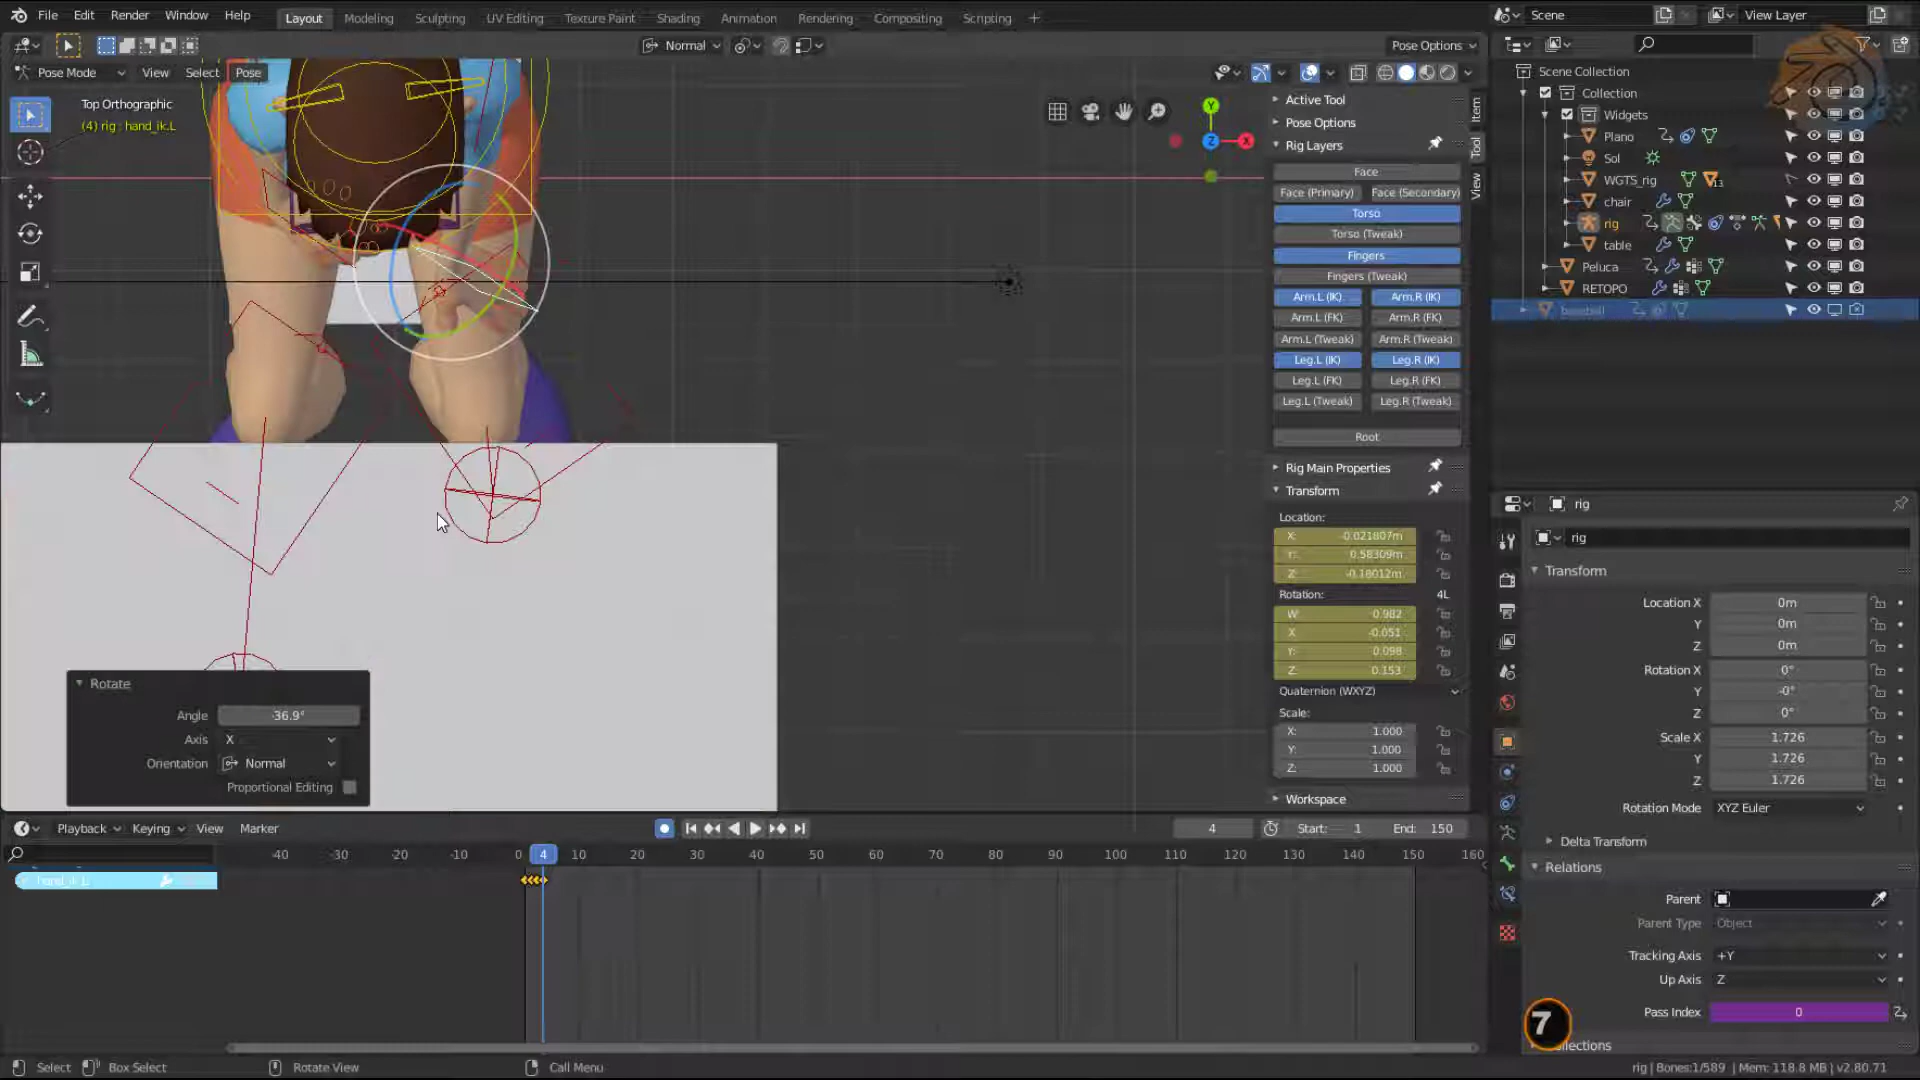 File Edit Render Window Help Layout Modeling Sculpting UV Editing Texture Paint Shading Animation Rendering Compositing Scripting + Scene View Layer
Normal Pose Options
Pose Mode View Select Pose
Top Orthographic
(4) rig : hand_ik.L
Y
Z X
Active Tool
Pose Options
Rig Layers
Face
Face (Primary) Face (Secondary)
Torso
Torso (Tweak)
Fingers
Fingers (Tweak)
Arm.L (IK) Arm.R (IK)
Arm.L (FK) Arm.R (FK)
Arm.L (Tweak) Arm.R (Tweak)
Leg.L (IK) Leg.R (IK)
Leg.L (FK) Leg.R (FK)
Leg.L (Tweak) Leg.R (Tweak)
Root
Rig Main Properties
Transform
Location:
X: -0.021807m
Y: 0.58309m
Z: -0.18012m
Rotation: 4L
W: -0.982
X -0.051
Y: 0.098
Z: 0.153
Quaternion (WXYZ)
Scale:
X: 1.000
Y: 1.000
Z: 1.000
Workspace
Item
Tool
View
Scene Collection
Collection
Widgets
Plano
Sol
WGTS_rig 13
chair
rig
table
Peluca
RETOPO
rig
rig
Transform
Location X 0m
Y 0m
Z 0m
Rotation X 0°
Y -0°
Z 0°
Scale X 1.726
Y 1.726
Z 1.726
Rotation Mode XYZ Euler
Delta Transform
Relations
Parent
Parent Type Object
Tracking Axis +Y
Up Axis Z
Pass Index 0
7
Rotate
Angle -36.9°
Axis X
Orientation Normal
Proportional Editing
Playback Keying View Marker 4 Start: 1 End: 150
-40 -30 -20 -10 0 4 10 20 30 40 50 60 70 80 90 100 110 120 130 140 150 160
hand_ik.L
Select Box Select Rotate View Call Menu rig | Bones:1/589 | Mem: 118.8 MB | v2.80.71